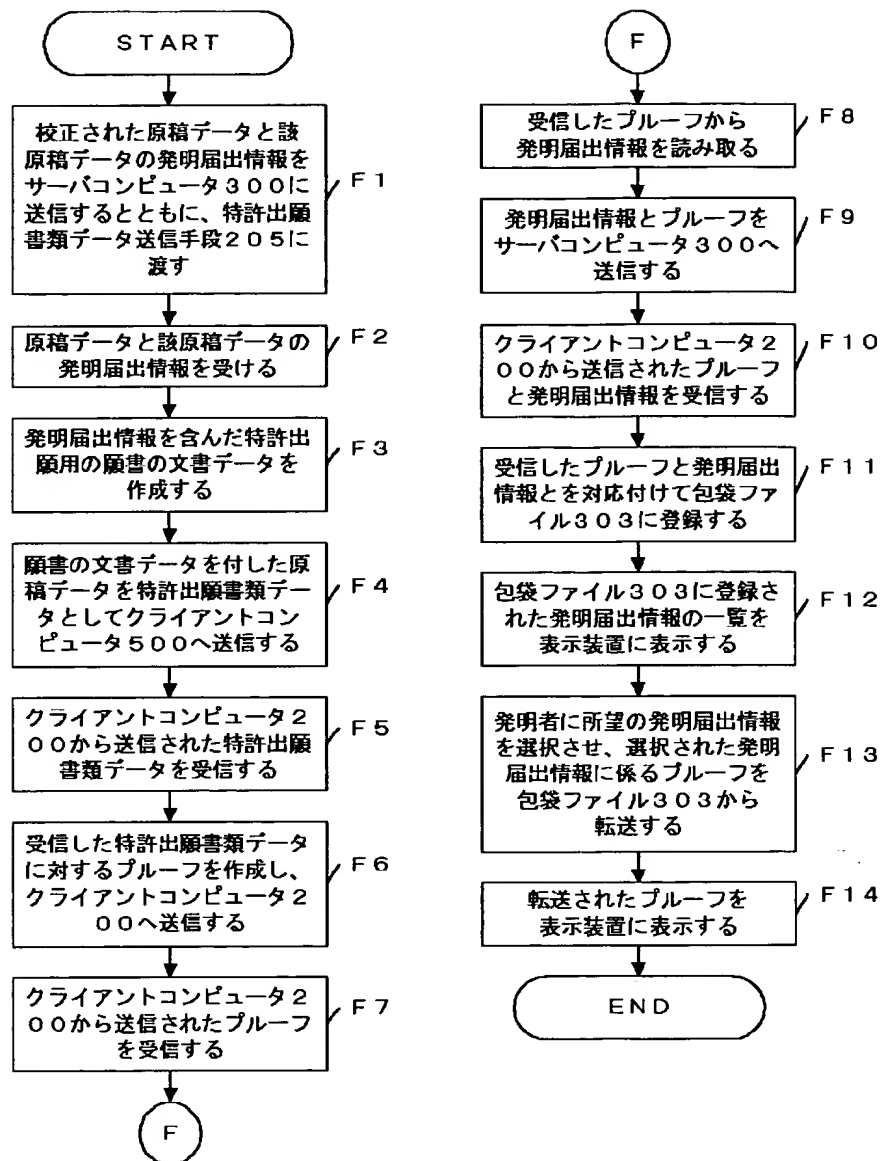 START
校正された原稿データと該
原稿データの発明届出情報を
サーバコンピュータ300に
送信するとともに、特許出願
書類データ送信手段205に
渡す
F1
原稿データと該原稿データの
発明届出情報を受ける
F2
発明届出情報を含んだ特許出
願用の願書の文書データを
作成する
F3
願書の文書データを付した原
稿データを特許出願書類デー
タとしてクライアントコン
ピュータ500へ送信する
F4
クライアントコンピュータ2
00から送信された特許出願
書類データを受信する
F5
受信した特許出願書類データ
に対するプルーフを作成し、
クライアントコンピュータ2
00へ送信する
F6
クライアントコンピュータ2
00から送信されたプルーフ
を受信する
F7
F
F
受信したプルーフから
発明届出情報を読み取る
F8
発明届出情報とプルーフを
サーバコンピュータ300へ
送信する
F9
クライアントコンピュータ2
00から送信されたプルーフ
と発明届出情報を受信する
F10
受信したプルーフと発明届出
情報とを対応付けて包袋ファ
イル303に登録する
F11
包袋ファイル303に登録さ
れた発明届出情報の一覧を
表示装置に表示する
F12
発明者に所望の発明届出情報
を選択させ、選択された発明
届出情報に係るプルーフを
包袋ファイル303から
転送する
F13
転送されたプルーフを
表示装置に表示する
F14
END